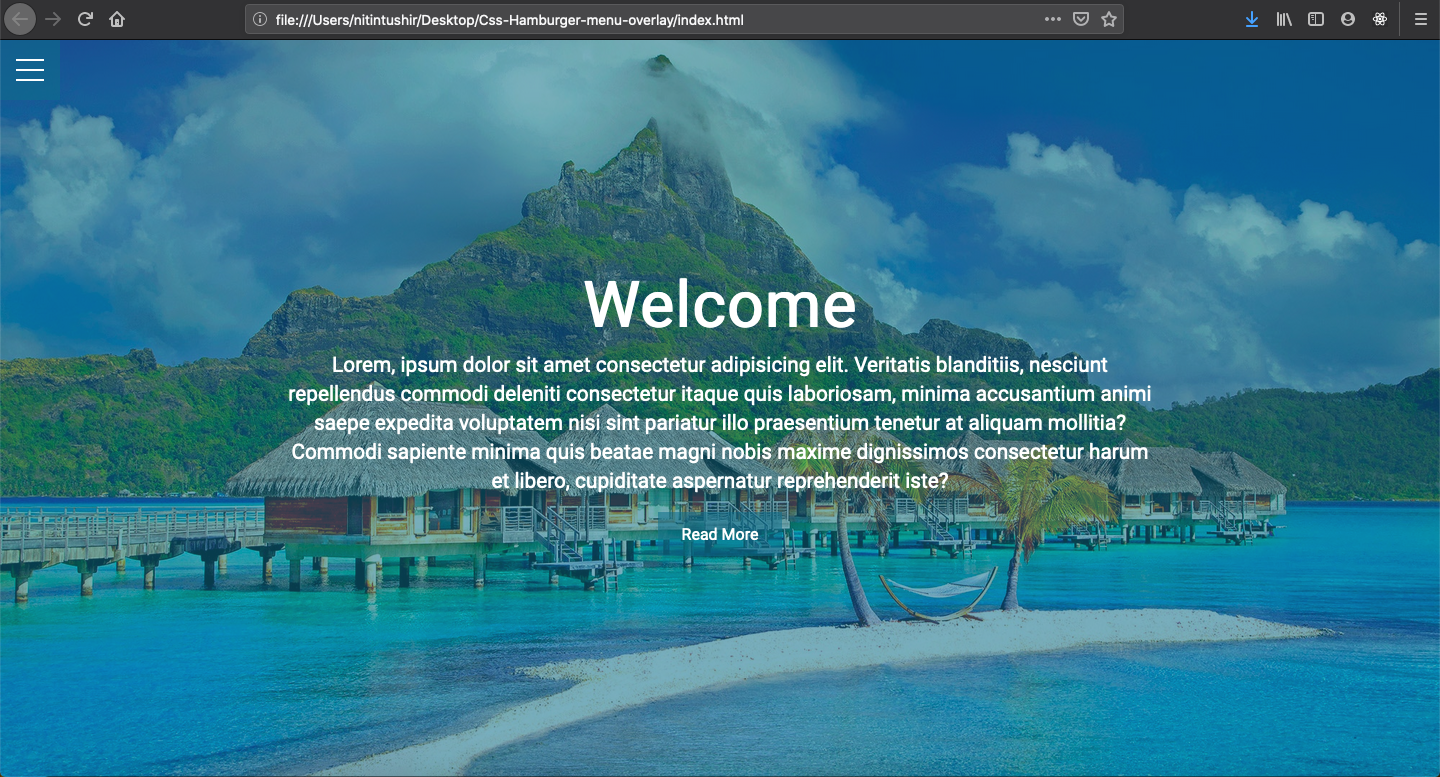 file:///Users/nitintushir/Desktop/Css-Hamburger-menu-overlay/index.html
Welcome
Lorem, ipsum dolor sit amet consectetur adipisicing elit. Veritatis blanditiis, nesciunt
repellendus commodi deleniti consectetur itaque quis laboriosam, minima accusantium animi
saepe expedita voluptatem nisi sint pariatur illo praesentium tenetur at aliquam mollitia?
Commodi sapiente minima quis beatae magni nobis maxime dignissimos consectetur harum
et libero, cupiditate aspernatur reprehenderit iste?
Read More